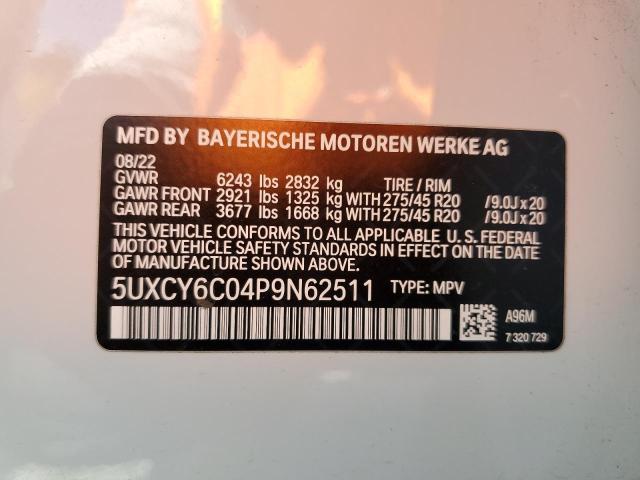 MFD BY BAYERISCHE MOTOREN WERKE AG
08/22
GVWR 6243 lbs 2832 kg TIRE / RIM
GAWR FRONT 2921 lbs 1325 kg WITH 275/45 R20 /9.0J x 20
GAWR REAR 3677 lbs 1668 kg WITH 275/45 R20 /9.0J x 20
THIS VEHICLE CONFORMS TO ALL APPLICABLE U. S. FEDERAL
MOTOR VEHICLE SAFETY STANDARDS IN EFFECT ON THE DATE
OF MANUFACTURE SHOWN ABOVE.
5UXCY6C04P9N62511 TYPE: MPV
A96M
7 320 729